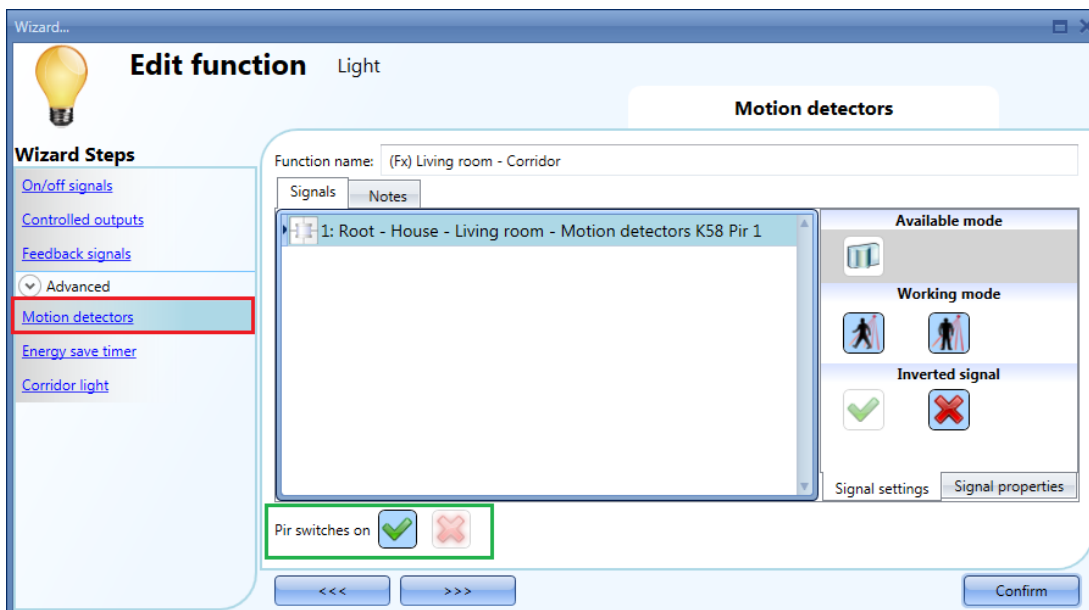 Wizard...
Edit function Light
Motion detectors
Wizard Steps
On/off signals
Controlled outputs
Feedback signals
Advanced
Motion detectors
Energy save timer
Corridor light
Function name: (Fx) Living room - Corridor
Signals Notes
1: Root - House - Living room - Motion detectors K58 Pir 1
Available mode
Working mode
Inverted signal
Signal settings Signal properties
Pir switches on
<<< >>> Confirm